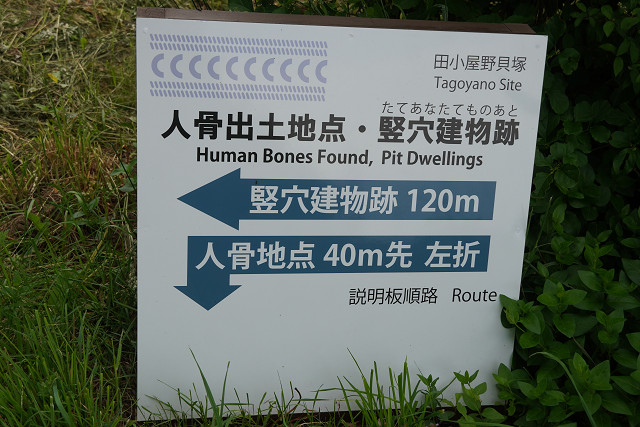 田小屋野貝塚
Tagoyano Site
たてあなたてものあと
人骨出土地点・竪穴建物跡
Human Bones Found, Pit Dwellings
竪穴建物跡 120m
人骨地点 40m先 左折
説明板順路 Route